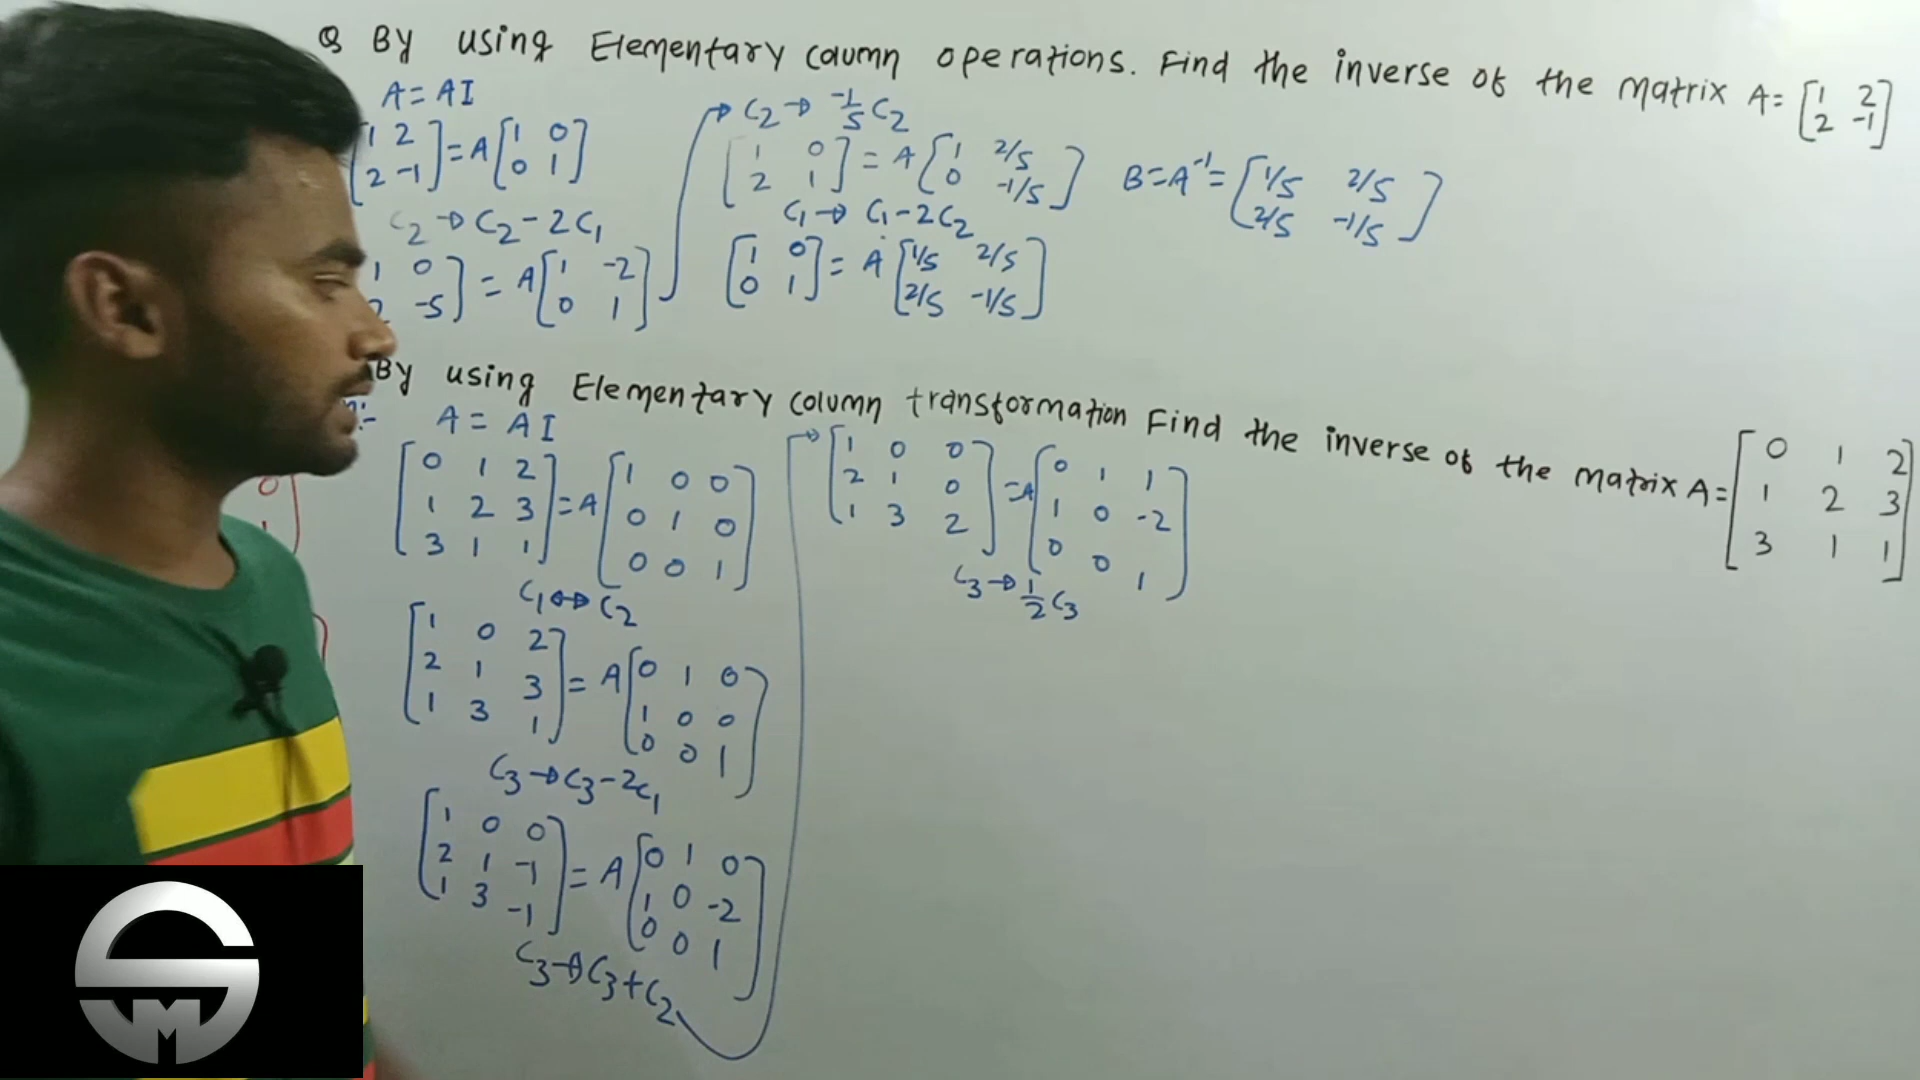 Q By using Elementary caumn operations. Find the inverse of the matrix A= [1 2
2 -1]
A = AI
[1 2
2 -1] = A [1 0
0 1]
C2 → C2 - 2C1
1 0
-5] = A [1 -2
0 1]
C2 → -1/5 C2
[1 0
2 1] = A [1 2/5
0 -1/5]
C1 → C1 - 2C2
[1 0
0 1] = A [1/5 2/5
2/5 -1/5]
B = A-1 = [1/5 2/5
2/5 -1/5]
By using Elementary column transformation Find the inverse of the matrix A= [0 1 2
1 2 3
3 1 1]
:- A = AI
[0 1 2
1 2 3
3 1 1] = A [1 0 0
0 1 0
0 0 1]
C1 ↔ C2
[1 0 2
2 1 3
1 3 1] = A [0 1 0
1 0 0
0 0 1]
C3 → C3 - 2C1
[1 0 0
2 1 -1
1 3 -1] = A [0 1 0
1 0 -2
0 0 1]
C3 → C3 + C2
[1 0 0
2 1 0
1 3 2] = A [0 1 1
1 0 -2
0 0 1]
C3 → 1/2 C3
SM